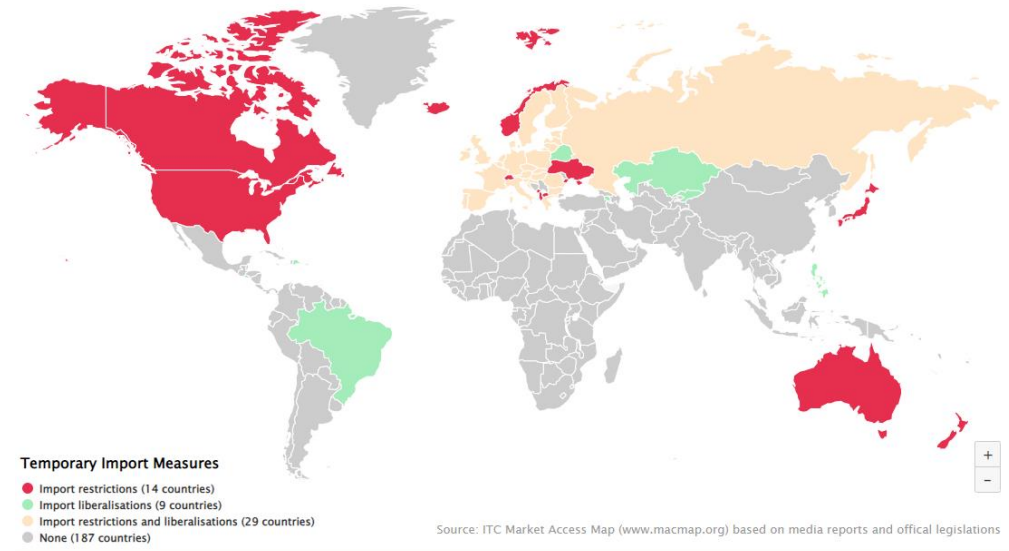 Temporary Import Measures
Import restrictions (14 countries)
Import liberalisations (9 countries)
Import restrictions and liberalisations (29 countries)
None (187 countries)
Source: ITC Market Access Map (www.macmap.org) based on media reports and offical legislations
+
-